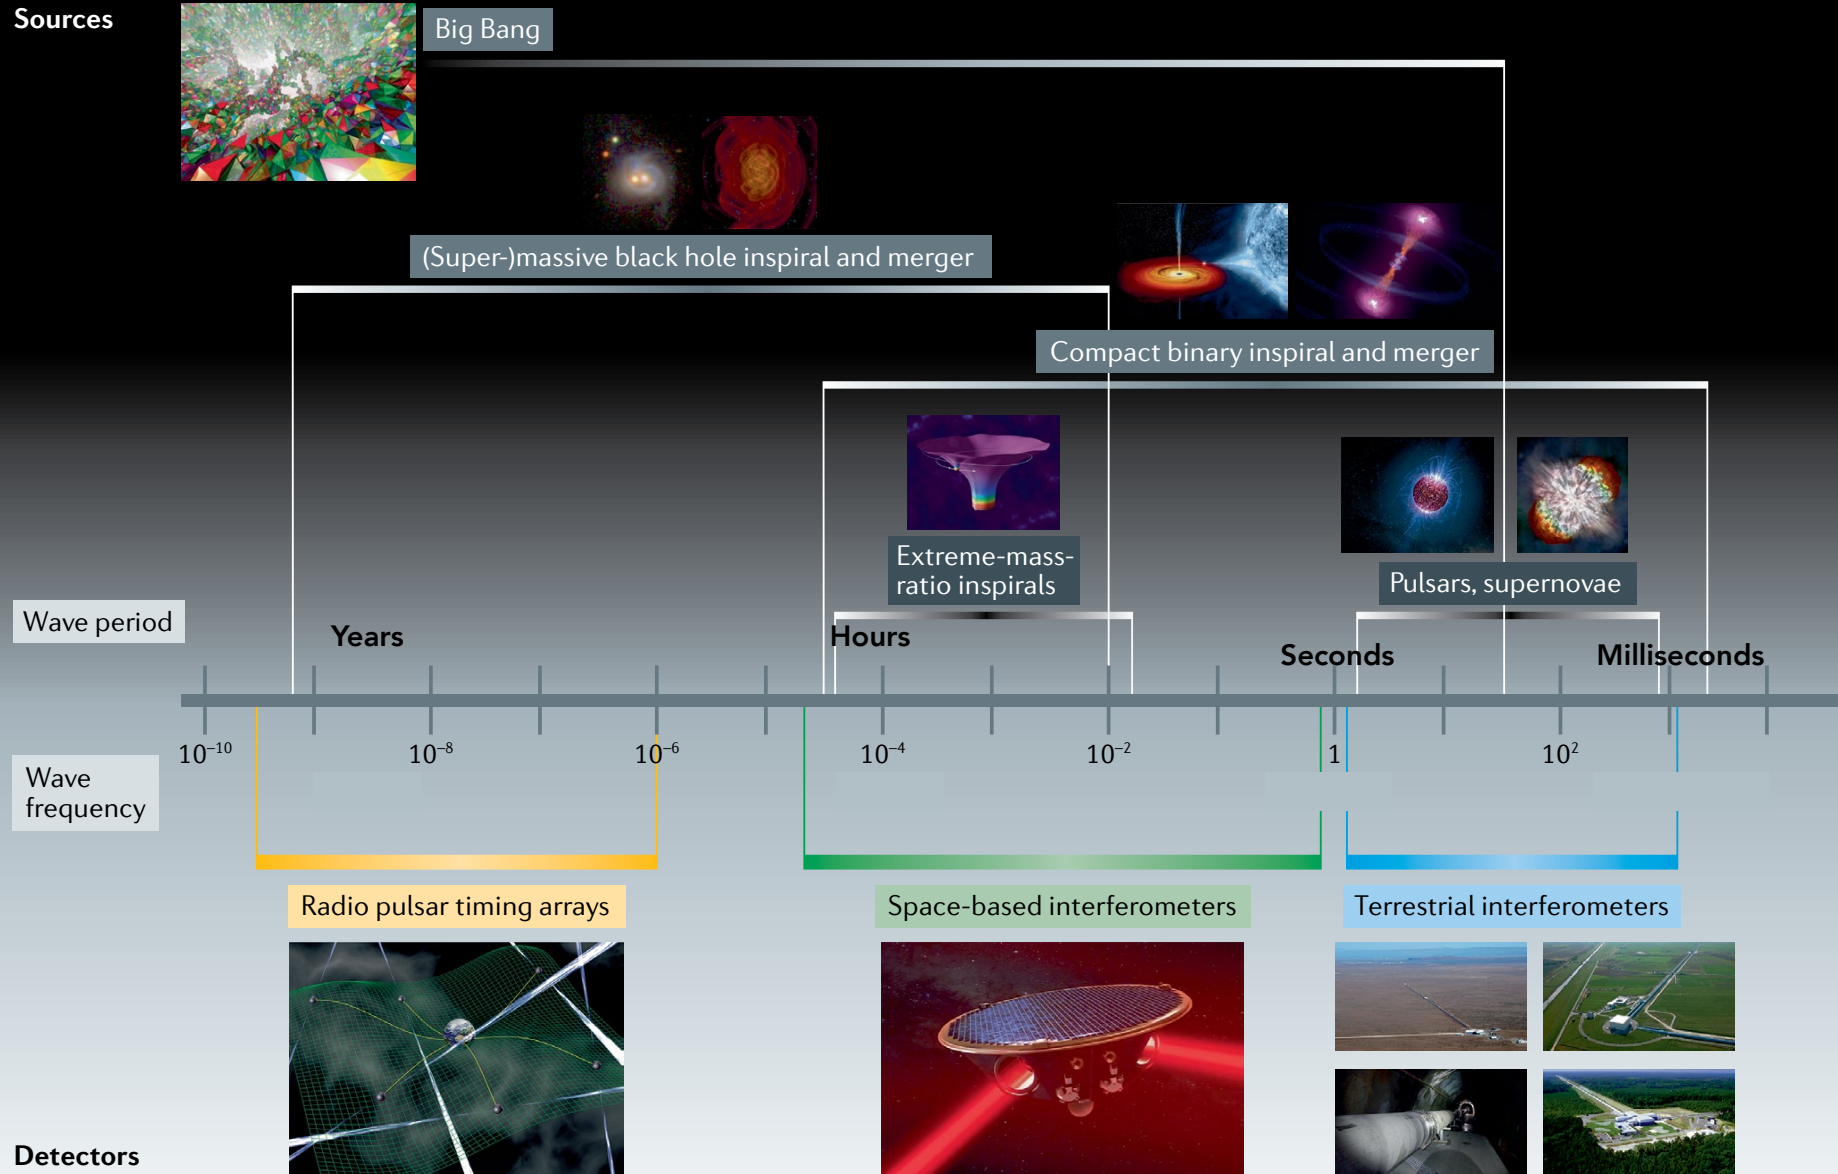 Sources
Big Bang
(Super-)massive black hole inspiral and merger
Compact binary inspiral and merger
Extreme-mass-
ratio inspirals
Pulsars, supernovae
Wave period
Years
Hours
Seconds
Milliseconds
10⁻¹⁰
10⁻⁸
10⁻⁶
10⁻⁴
10⁻²
1
10²
Wave
frequency
Radio pulsar timing arrays
Space-based interferometers
Terrestrial interferometers
Detectors